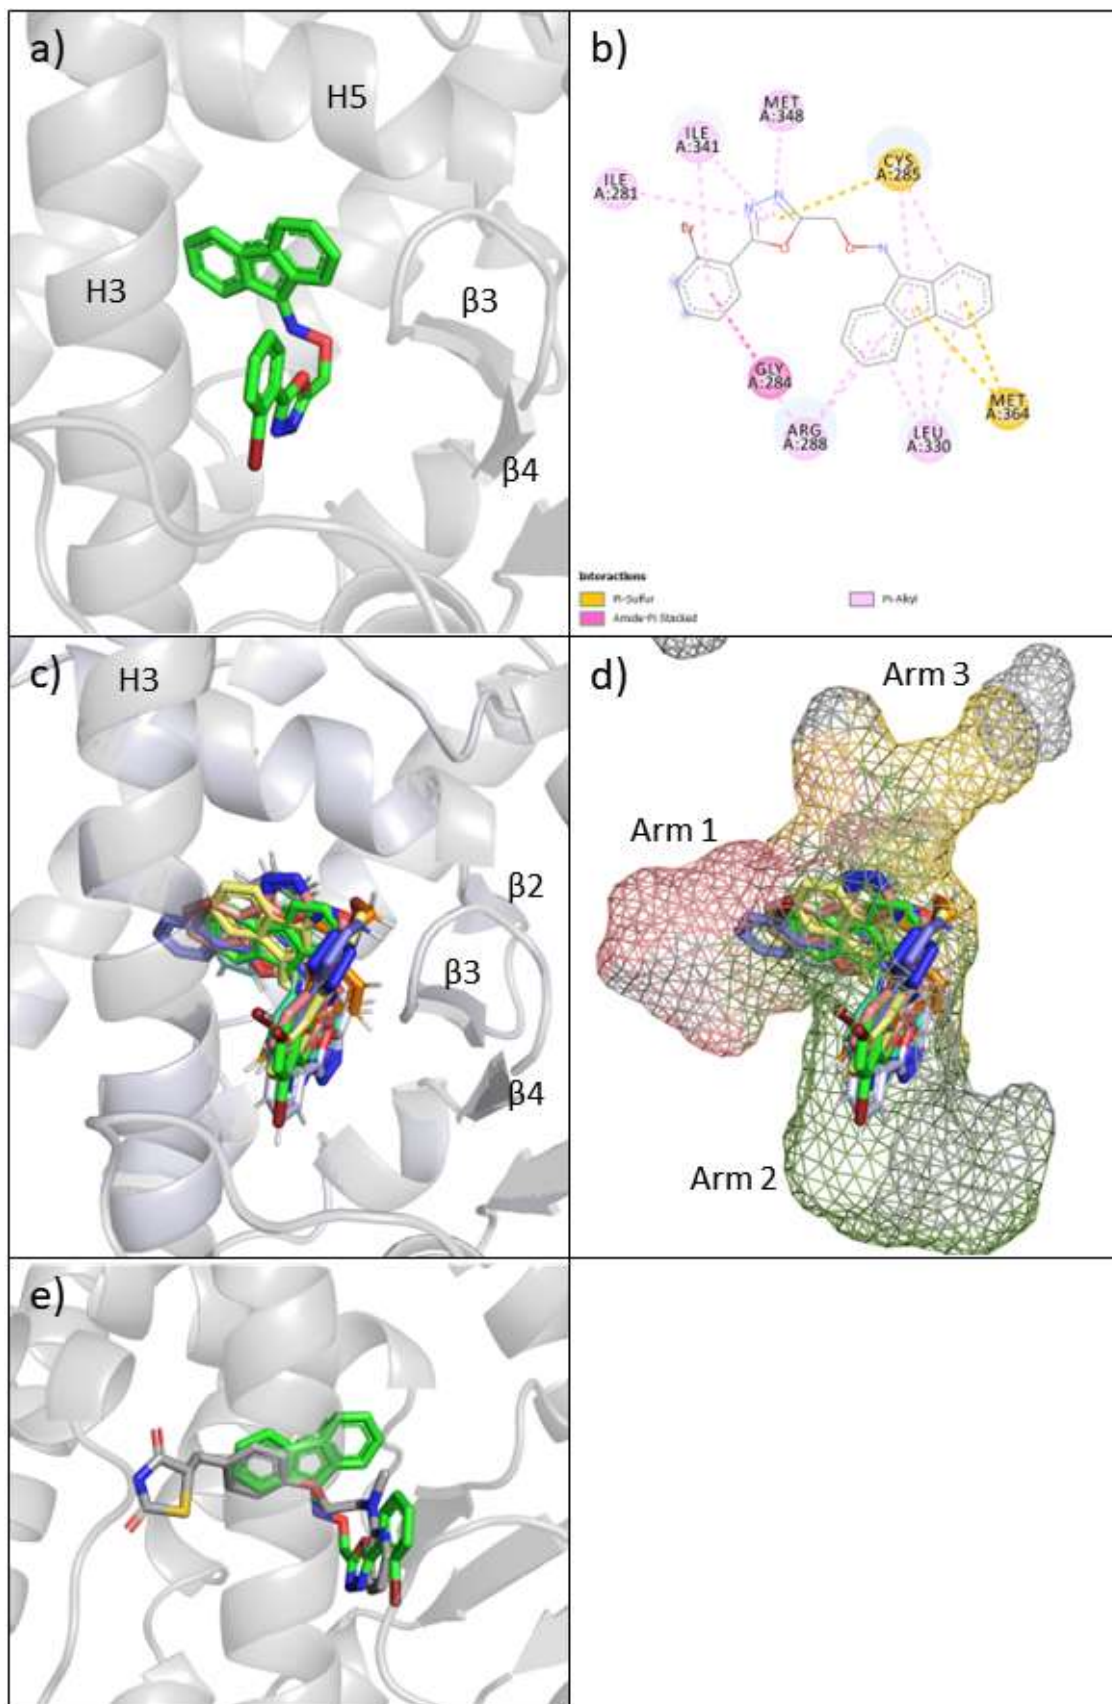 a)
H5
H3
β3
β4
b)
MET
A:348
ILE
A:341
CYS
A:285
ILE
A:281
N
N
Br
O
O
N
GLY
A:284
ARG
A:288
LEU
A:330
MET
A:364
Interactions
Pi-Sulfur
Amide-Pi Stacked
Pi-Alkyl
c)
H3
β2
β3
β4
d)
Arm 3
Arm 1
Arm 2
e)